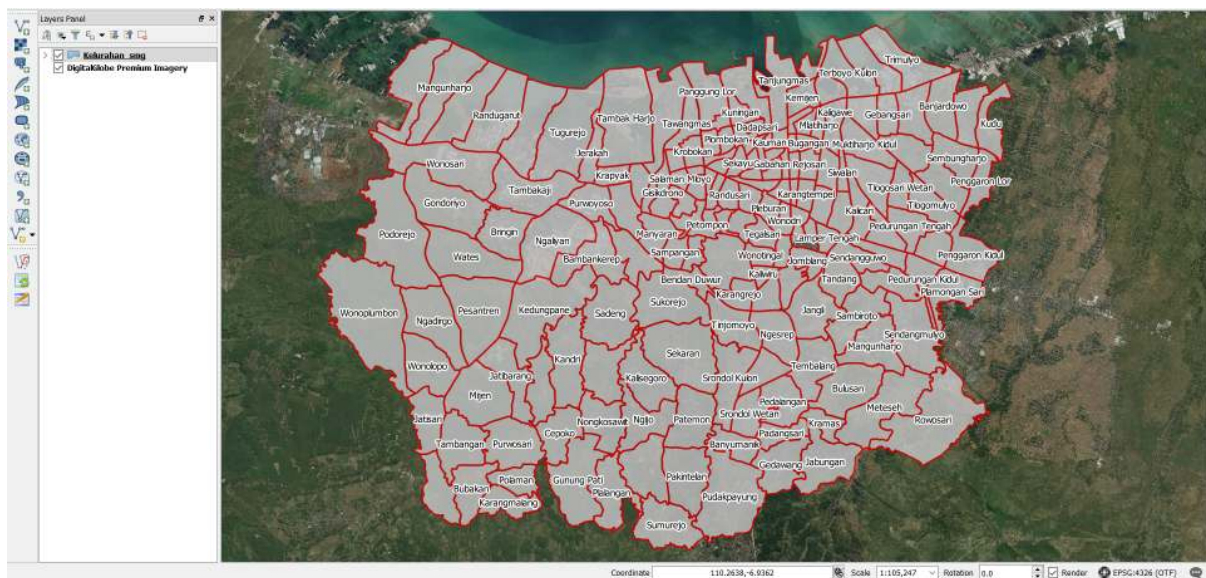 Layers Panel
Kelurahan_smg
DigitalGlobe Premium Imagery
Trimulyo
Tanjungmas
Terboyo Kulon
Mangunharjo
Panggung Lor
Kemijen
Randugarut
Tambak Harjo
Kuningan
Kaligawe
Gebangsari
Banjardowo
Kudu
Tugurejo
Tawangmas
Dadapsari
Mlatiharjo
Plombokan
Kauman
Bugangan
Muktiharjo Kidul
Jerakah
Krobokan
Sekayu
Gabahan
Rejosari
Sembungharjo
Wonosari
Krapyak
Salaman Mloyo
Siwalan
Penggaron Lor
Tambakaji
Gisikdrono
Randusari
Karangtempel
Tlogosari Wetan
Gondoriyo
Purwoyoso
Pleburan
Kalicari
Tlogomulyo
Podorejo
Bringin
Ngaliyan
Manyaran
Petompon
Wonodri
Pedurungan Tengah
Tegalsari
Lamper Tengah
Wates
Bambankerep
Sampangan
Wonotingal
Jomblang
Sendangguwo
Penggaron Kidul
Bendan Duwur
Kaliwiru
Tandang
Pedurungan Kidul
Plamongan Sari
Wonoplumbon
Ngadirgo
Pesantren
Kedungpane
Sadeng
Sukorejo
Karangrejo
Jangli
Sambiroto
Tinjomoyo
Ngesrep
Sendangmulyo
Mangunharjo
Kandri
Sekaran
Wonolopo
Jatibarang
Kalisegoro
Srondol Kulon
Tembalang
Mijen
Bulusan
Pedalangan
Meteseh
Jatisari
Nongkosawit
Ngijo
Patemon
Srondol Wetan
Kramas
Rowosari
Tambangan
Purwosari
Cepoko
Banyumanik
Padangsari
Gedawang
Jabungan
Bubakan
Polaman
Gunung Pati
Plalangan
Pakintelan
Pudakpayung
Karangmalang
Sumurejo
Coordinate 110.2638,-6.9362 Scale 1:105,247 Rotation 0.0 Render EPSG:4326 (OTF)